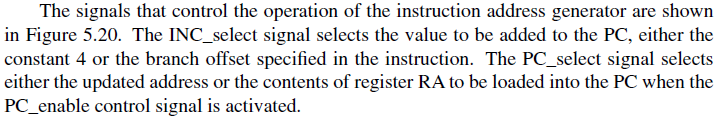 The signals that control the operation of the instruction address generator are shown
in Figure 5.20. The INC_select signal selects the value to be added to the PC, either the
constant 4 or the branch offset specified in the instruction. The PC_select signal selects
either the updated address or the contents of register RA to be loaded into the PC when the
PC_enable control signal is activated.